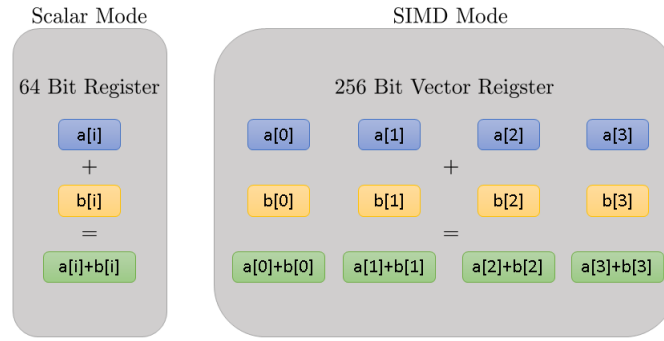 Scalar Mode
64 Bit Register
a[i]
+
b[i]
=
a[i]+b[i]
SIMD Mode
256 Bit Vector Reigster
a[0] a[1] a[2] a[3]
+
b[0] b[1] b[2] b[3]
=
a[0]+b[0] a[1]+b[1] a[2]+b[2] a[3]+b[3]